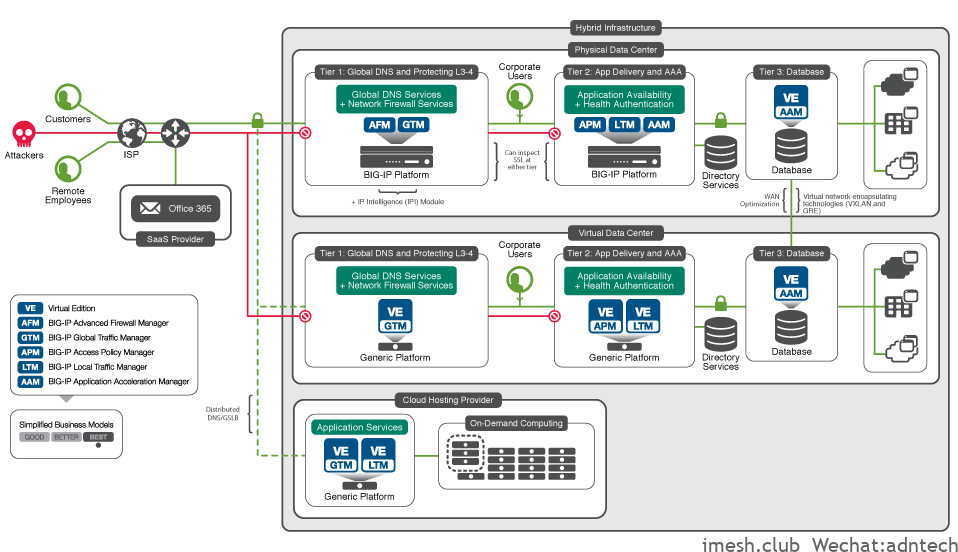 Hybrid Infrastructure
Physical Data Center
Customers
Attackers
ISP
Remote
Employees
Office 365
SaaS Provider
Tier 1: Global DNS and Protecting L3-4
Global DNS Services
+ Network Firewall Services
AFM
GTM
BIG-IP Platform
+ IP Intelligence (IPI) Module
Corporate
Users
Can inspect
SSL at
either tier
Tier 2: App Delivery and AAA
Application Availability
+ Health Authentication
APM
LTM
AAM
BIG-IP Platform
Directory
Services
Tier 3: Database
VE
AAM
Database
WAN
Optimization
Virtual network encapsulating
technologies (VXLAN and
GRE)
Virtual Data Center
Tier 1: Global DNS and Protecting L3-4
Global DNS Services
+ Network Firewall Services
VE
GTM
Generic Platform
Corporate
Users
Tier 2: App Delivery and AAA
Application Availability
+ Health Authentication
VE
APM
VE
LTM
Generic Platform
Directory
Services
Tier 3: Database
VE
AAM
Database
VE Virtual Edition
AFM BIG-IP Advanced Firewall Manager
GTM BIG-IP Global Traffic Manager
APM BIG-IP Access Policy Manager
LTM BIG-IP Local Traffic Manager
AAM BIG-IP Application Acceleration Manager
Simplified Business Models
GOOD BETTER BEST
Distributed
DNS/GSLB
Cloud Hosting Provider
Application Services
VE
GTM
VE
LTM
Generic Platform
On-Demand Computing
imesh.club Wechat:adntech